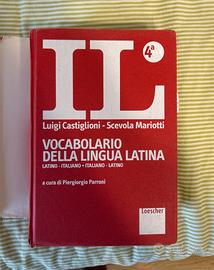 IL
4ª
Luigi Castiglioni - Scevola Mariotti
VOCABOLARIO
DELLA LINGUA LATINA
LATINO - ITALIANO • ITALIANO - LATINO
a cura di Piergiorgio Parroni
Loescher
subito